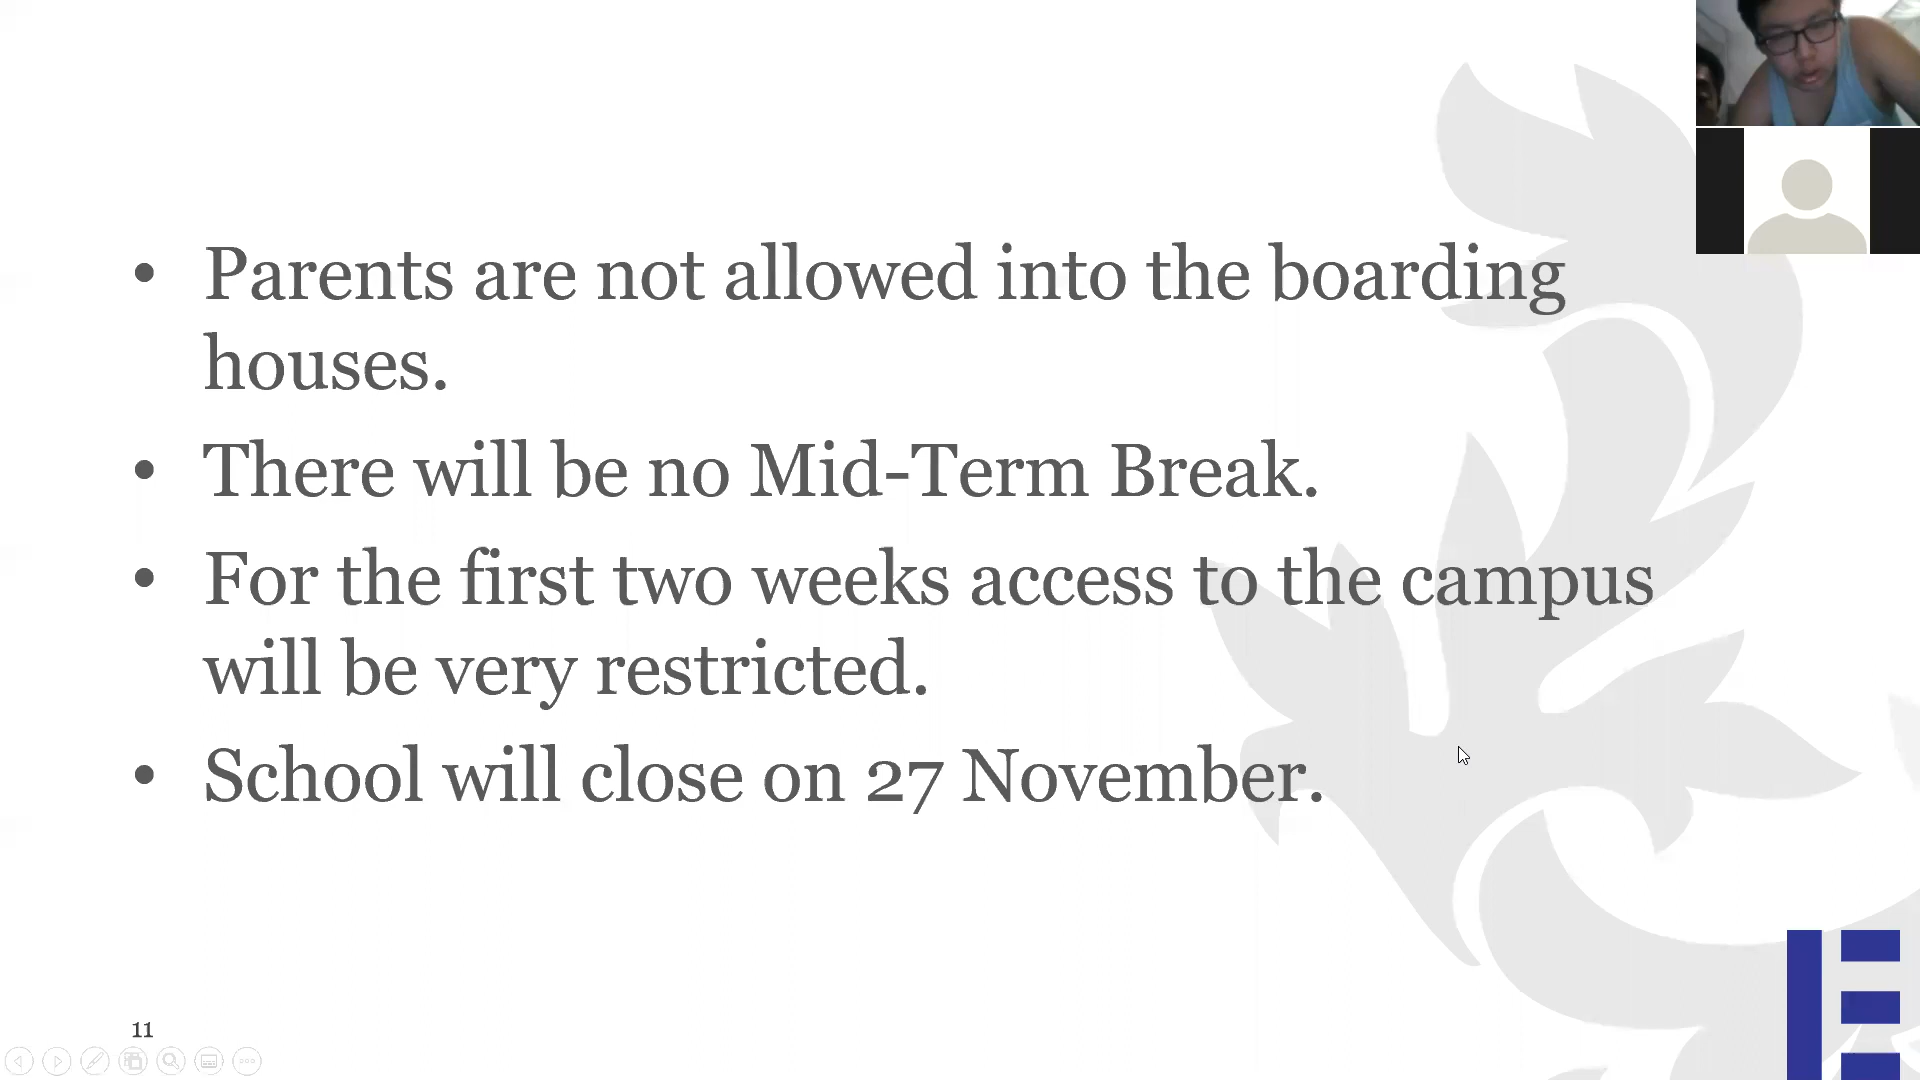 • Parents are not allowed into the boarding
houses.
• There will be no Mid-Term Break.
• For the first two weeks access to the campus
will be very restricted.
• School will close on 27 November.
11